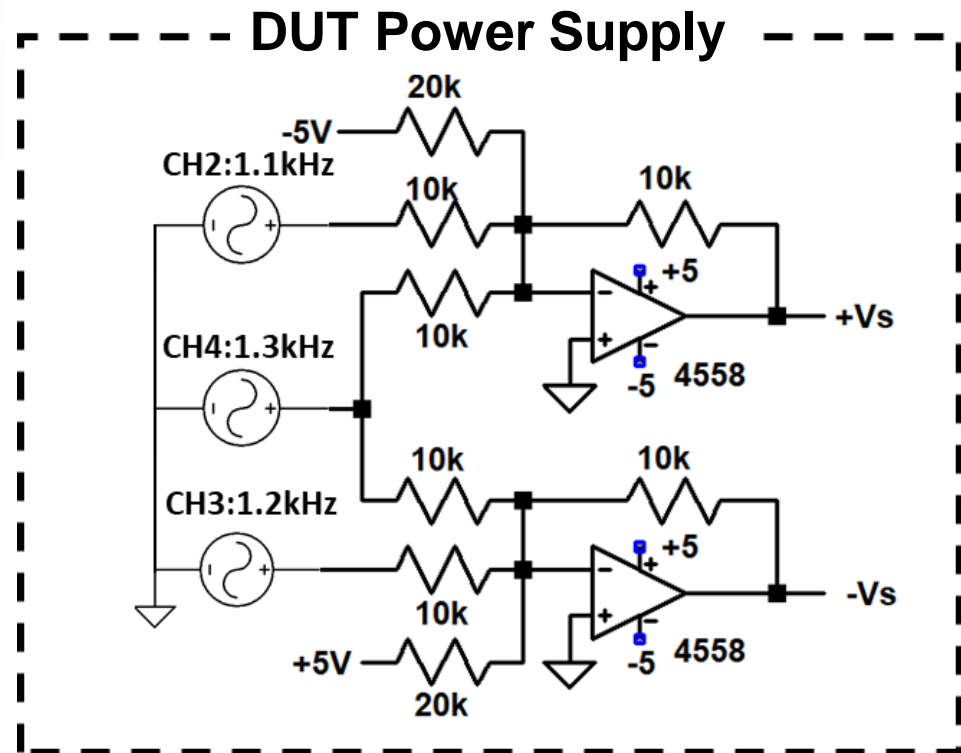 DUT Power Supply
20k
-5V
CH2:1.1kHz
10k
10k
+5
+
-
+
-
+Vs
10k
-5
4558
CH4:1.3kHz
10k
10k
CH3:1.2kHz
+5
+
-
+
-
-Vs
10k
-5
4558
+5V
20k